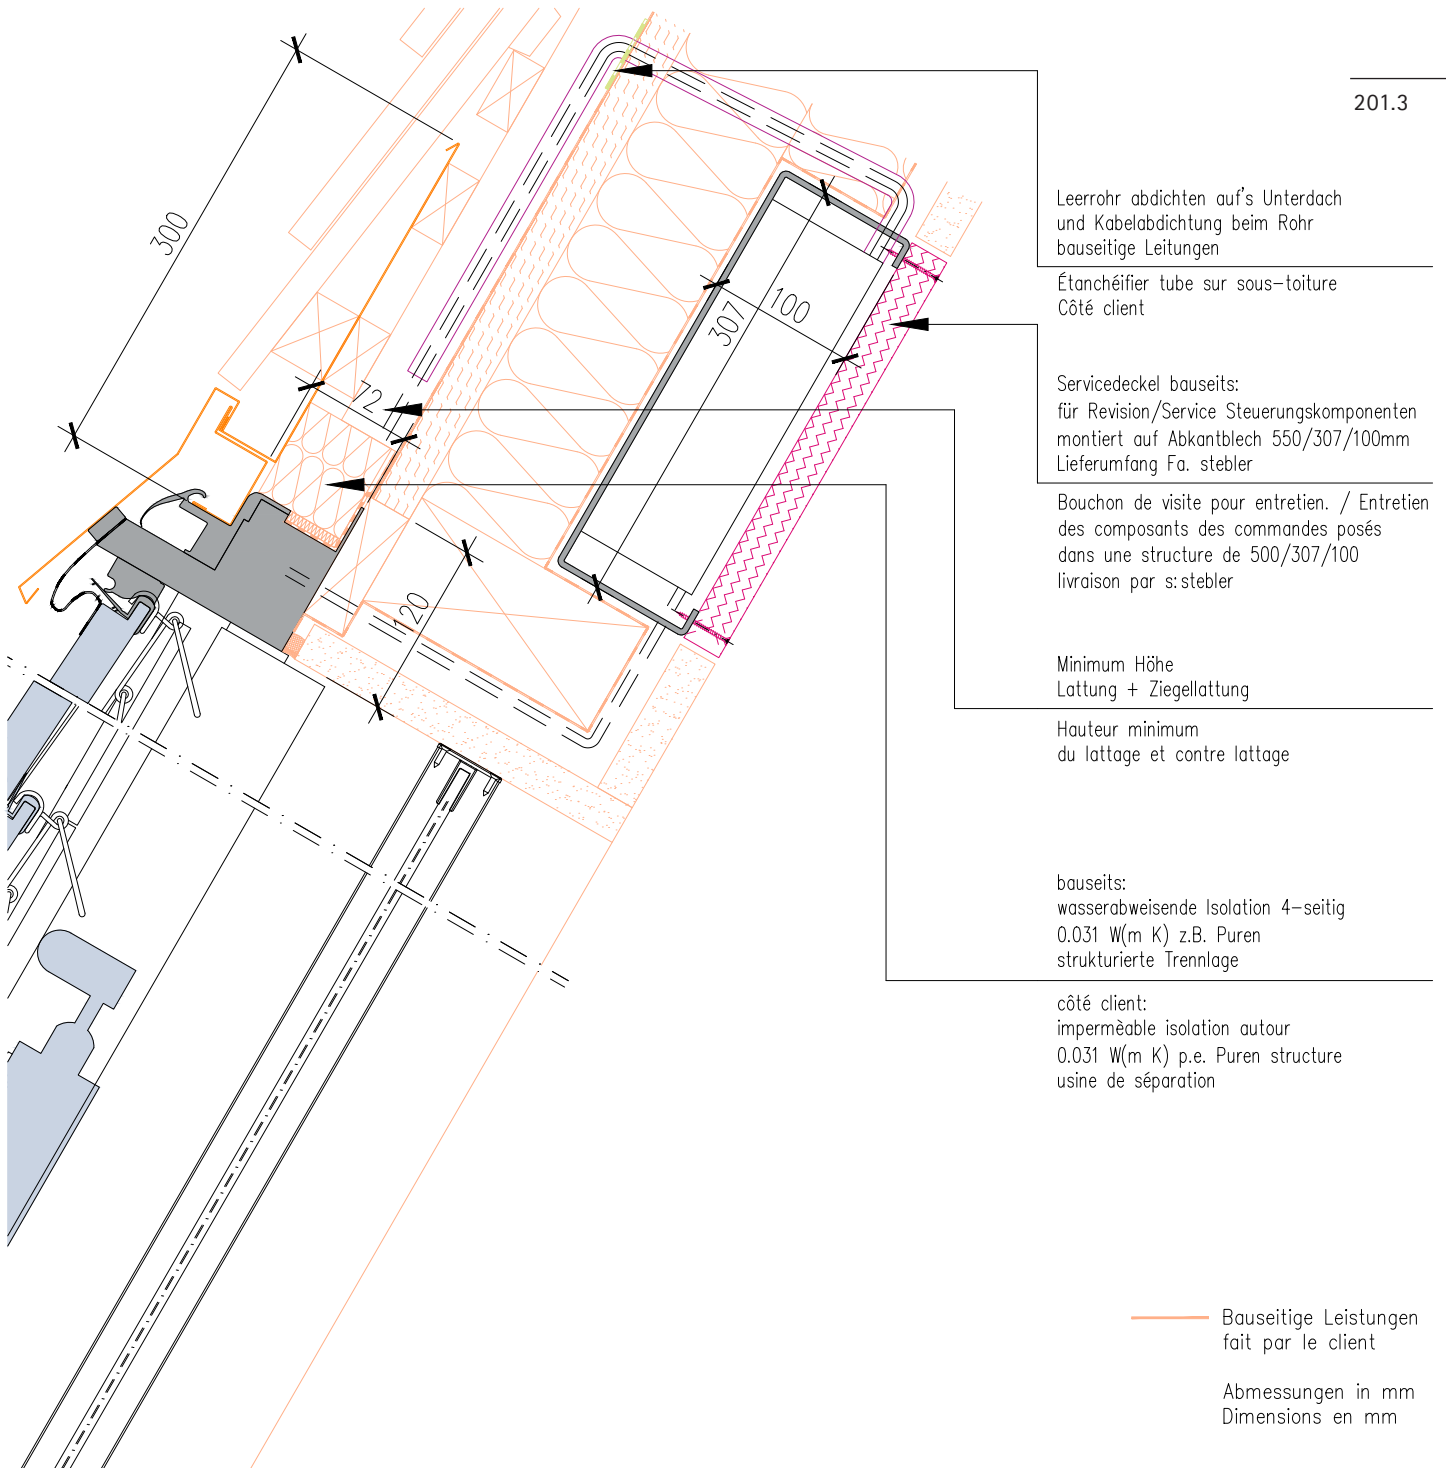 201.3
Leerrohr abdichten auf's Unterdach
und Kabelabdichtung beim Rohr
bauseitige Leitungen
Étanchéifier tube sur sous-toiture
Côté client
Servicedeckel bauseits:
für Revision/Service Steuerungskomponenten
montiert auf Abkantblech 550/307/100mm
Lieferumfang Fa. stebler
Bouchon de visite pour entretien. / Entretien
des composants des commandes posés
dans une structure de 500/307/100
livraison par s:stebler
Minimum Höhe
Lattung + Ziegellattung
Hauteur minimum
du lattage et contre lattage
bauseits:
wasserabweisende Isolation 4-seitig
0.031 W(m K) z.B. Puren
strukturierte Trennlage
côté client:
impermèable isolation autour
0.031 W(m K) p.e. Puren structure
usine de séparation
300
72
307
100
120
Bauseitige Leistungen
fait par le client
Abmessungen in mm
Dimensions en mm